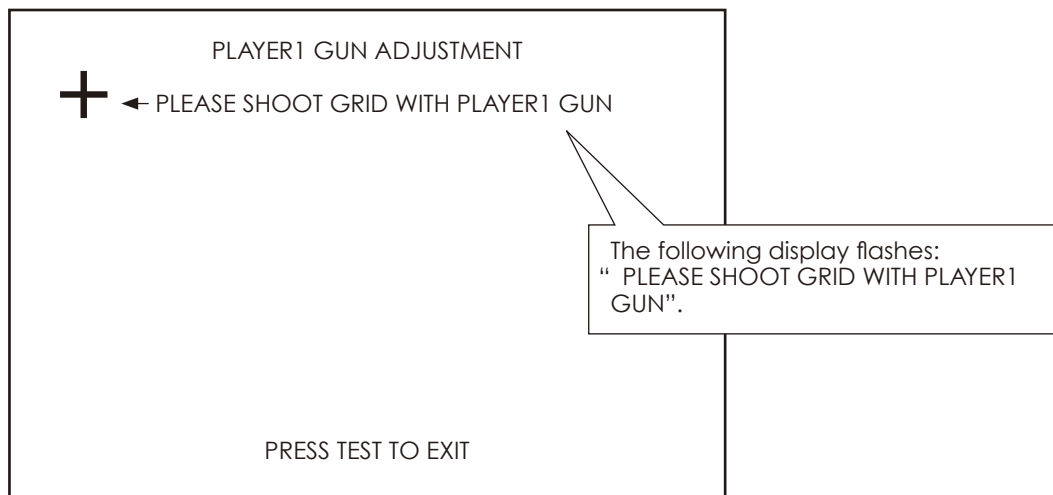 PLAYER1 GUN ADJUSTMENT
PLEASE SHOOT GRID WITH PLAYER1 GUN
The following display flashes:
“ PLEASE SHOOT GRID WITH PLAYER1
GUN”.
PRESS TEST TO EXIT